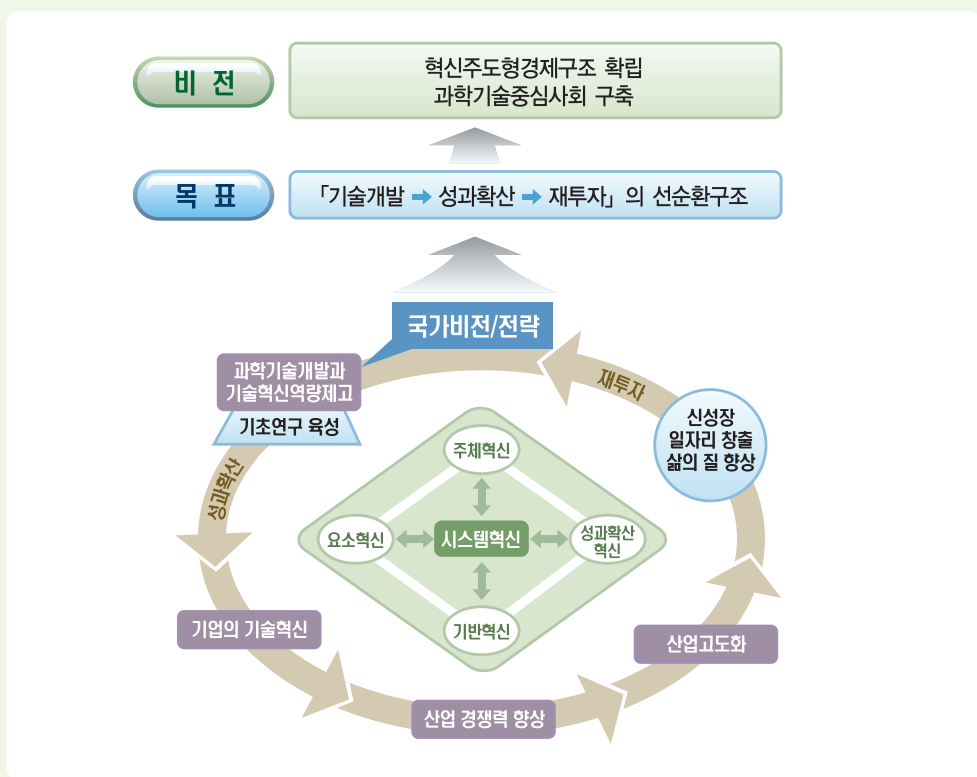 비 전
혁신주도형경제구조 확립
과학기술중심사회 구축
목 표
「기술개발 ➡ 성과확산 ➡ 재투자」의 선순환구조
국가비전/전략
과학기술개발과
기술혁신역량제고
기초연구 육성
재투자
신성장
일자리 창출
삶의 질 향상
성과확산
주체혁신
요소혁신
시스템혁신
성과확산
혁신
기반혁신
기업의 기술혁신
산업고도화
산업 경쟁력 향상